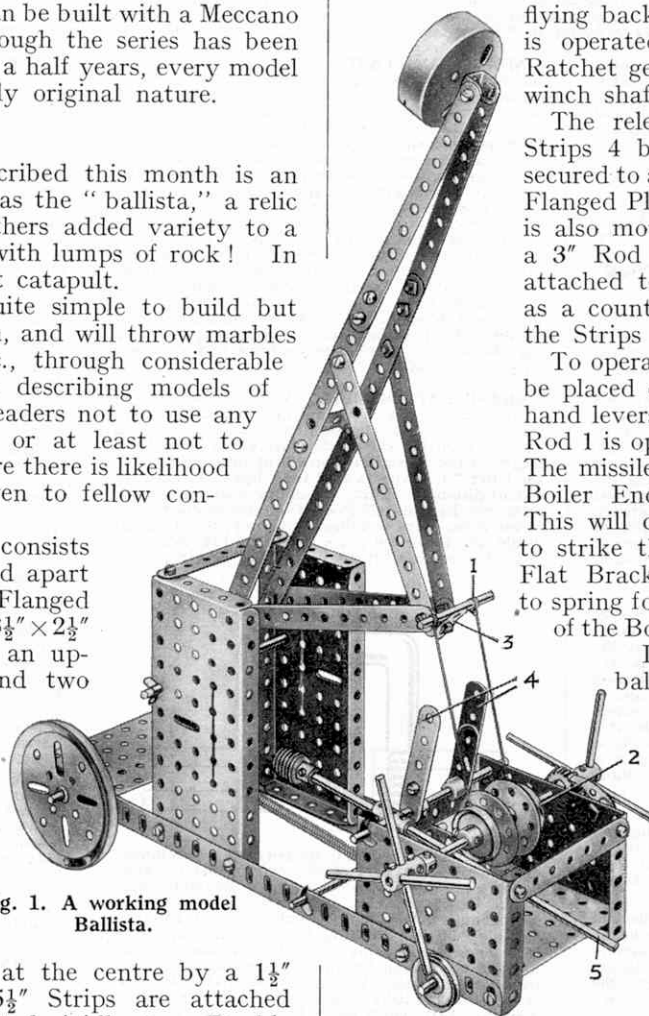 an be built with a Meccano
ough the series has been
a half years, every model
ly original nature.
cribed this month is an
as the " ballista," a relic
thers added variety to a
with lumps of rock ! In
t catapult.
uite simple to build but
, and will throw marbles
s., through considerable
describing models of
eaders not to use any
or at least not to
re there is likelihood
en to fellow con-
consists
d apart
Flanged
½" × 2½"
an up-
nd two
1
3
4
2
5
g. 1. A working model
Ballista.
at the centre by a 1½"
5½" Strips are attached
flying back
is operated
Ratchet ge
winch shaf
The rele
Strips 4 b
secured to a
Flanged Pl
is also mo
a 3" Rod
attached t
as a count
the Strips
To opera
be placed
hand levers
Rod 1 is op
The missile
Boiler End
This will c
to strike th
Flat Brack
to spring fo
of the Bo
bal